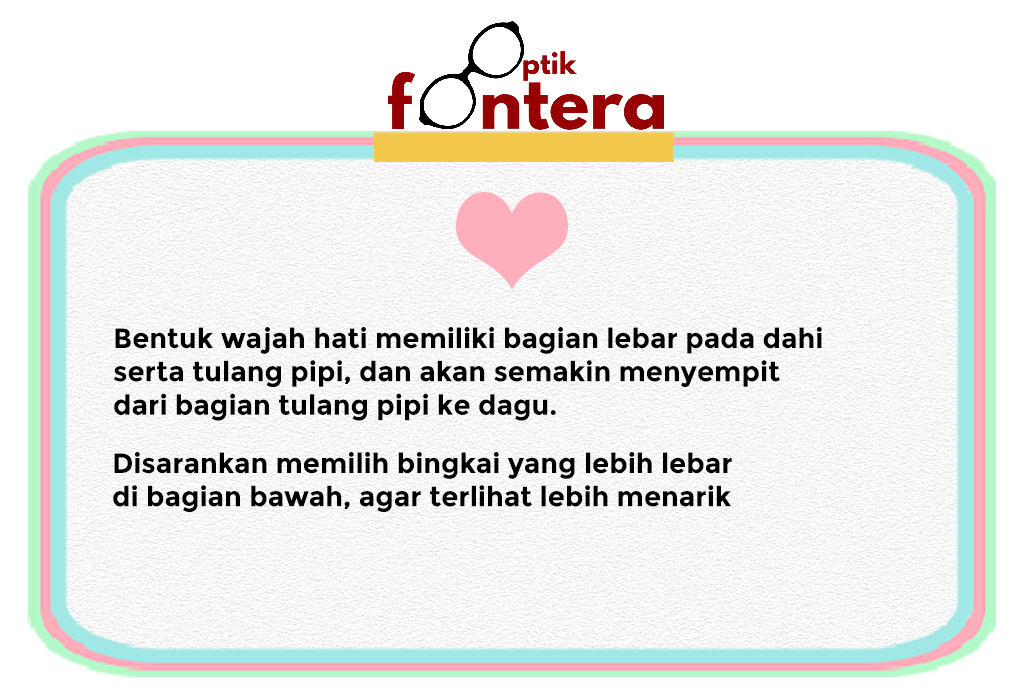 ptik
fontera
Bentuk wajah hati memiliki bagian lebar pada dahi
serta tulang pipi, dan akan semakin menyempit
dari bagian tulang pipi ke dagu.
Disarankan memilih bingkai yang lebih lebar
di bagian bawah, agar terlihat lebih menarik